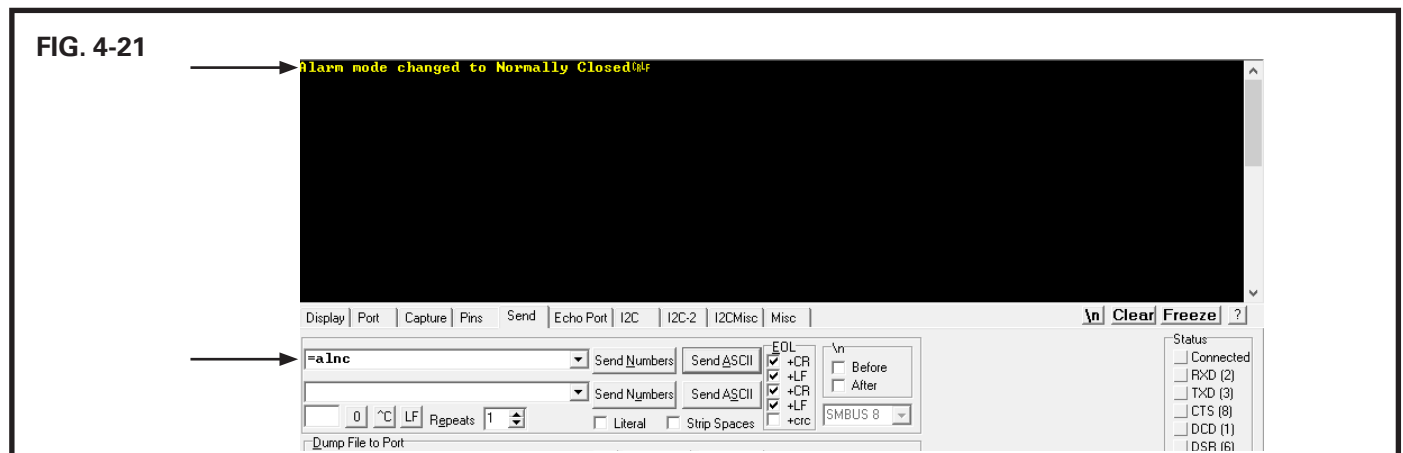 FIG. 4-21
Alarm mode changed to Normally Closed CRLF
Display Port Capture Pins Send Echo Port I2C I2C-2 I2CMisc Misc \n Clear Freeze ?
=alnc
Send Numbers Send ASCII
EOL
+CR
+LF
\n
Before
After
Send Numbers Send ASCII
+CR
+LF
0 ^C LF Repeats 1
Literal Strip Spaces +crc
SMBUS 8
Status
Connected
RXD (2)
TXD (3)
CTS (8)
DCD (1)
DSR (6)
Dump File to Port